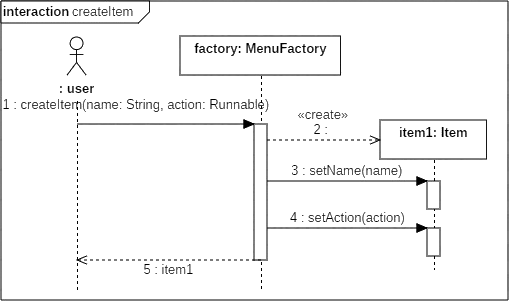 interaction createItem
factory: MenuFactory
: user
1 : createItem(name: String, action: Runnable)
«create»
2 :
item1: Item
3 : setName(name)
4 : setAction(action)
5 : item1